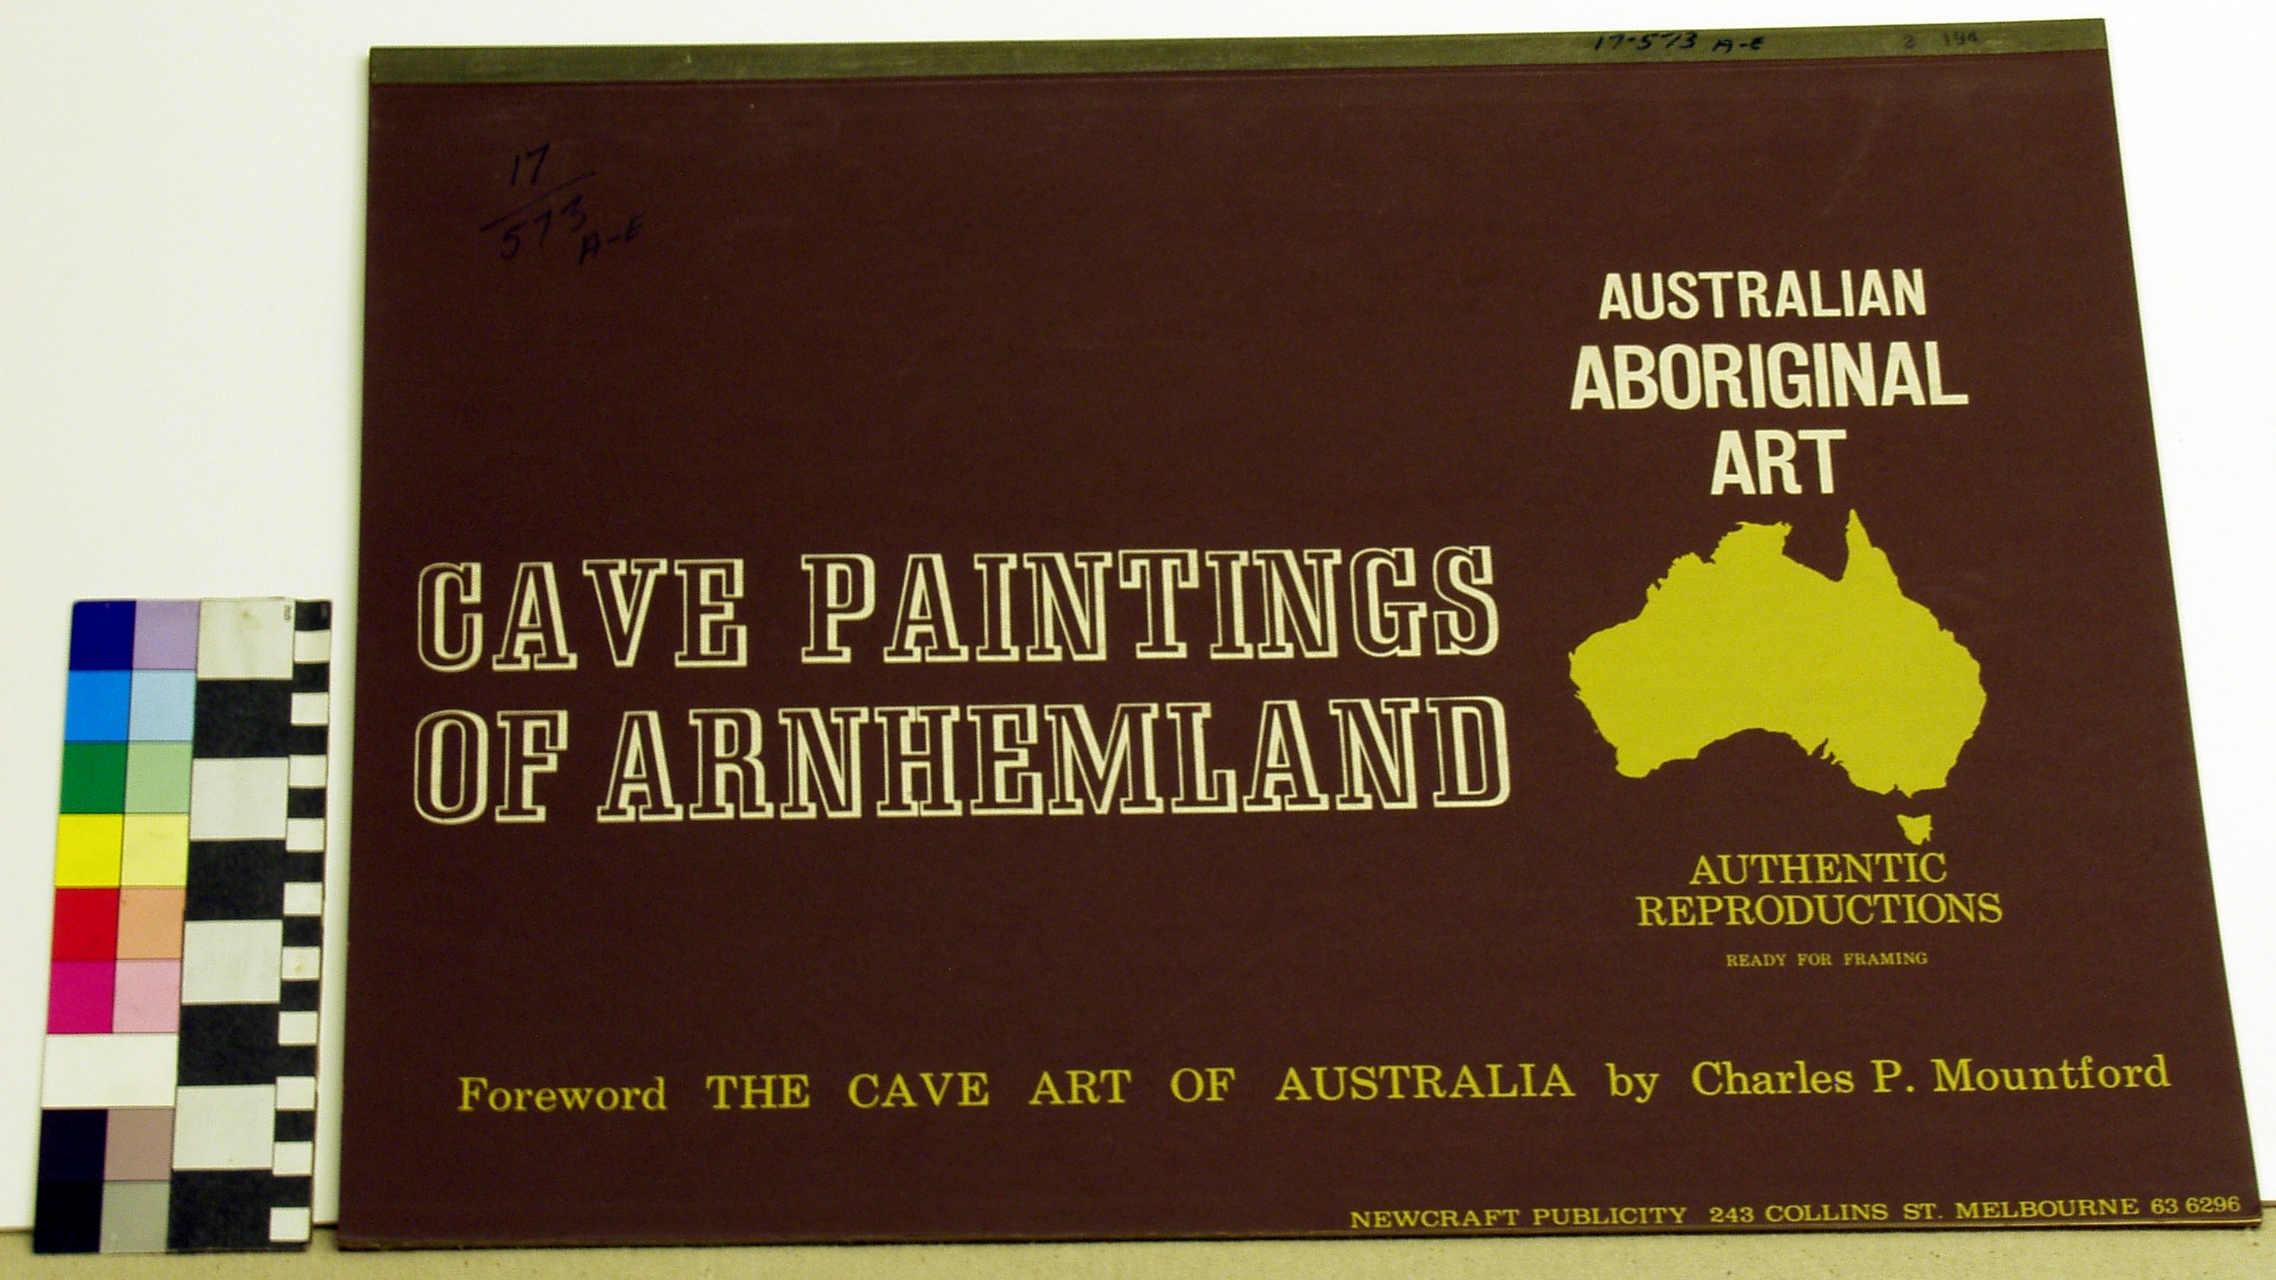 17-573 A-E
17
573
A-E
AUSTRALIAN
ABORIGINAL
ART
CAVE PAINTINGS
OF ARNHEMLAND
AUTHENTIC
REPRODUCTIONS
READY FOR FRAMING
Foreword THE CAVE ART OF AUSTRALIA by Charles P. Mountford
NEWCRAFT PUBLICITY 243 COLLINS ST. MELBOURNE 63 6296